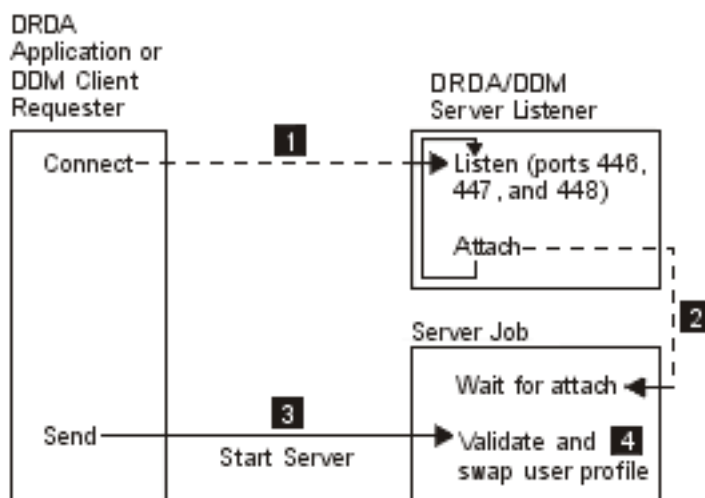 DRDA
Application or
DDM Client
Requester
DRDA/DDM
Server Listener
1
Connect
Listen (ports 446,
447, and 448)
Attach
2
Server Job
Wait for attach
3
Send
Start Server
Validate and 4
swap user profile